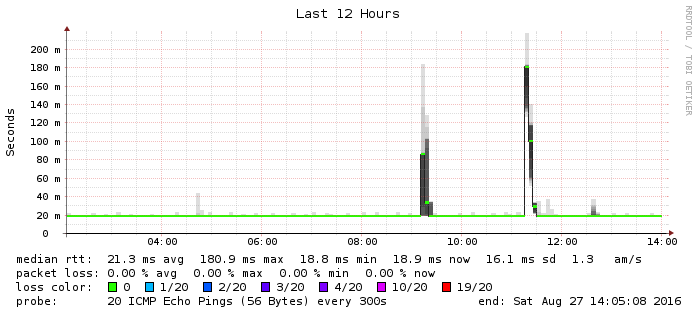 Last 12 Hours
RRDTOOL / TOBI OETIKER
Seconds
200 m
180 m
160 m
140 m
120 m
100 m
80 m
60 m
40 m
20 m
0
04:00 06:00 08:00 10:00 12:00 14:00
median rtt: 21.3 ms avg 180.9 ms max 18.8 ms min 18.9 ms now 16.1 ms sd 1.3 am/s
packet loss: 0.00 % avg 0.00 % max 0.00 % min 0.00 % now
loss color: 0 1/20 2/20 3/20 4/20 10/20 19/20
probe: 20 ICMP Echo Pings (56 Bytes) every 300s end: Sat Aug 27 14:05:08 2016